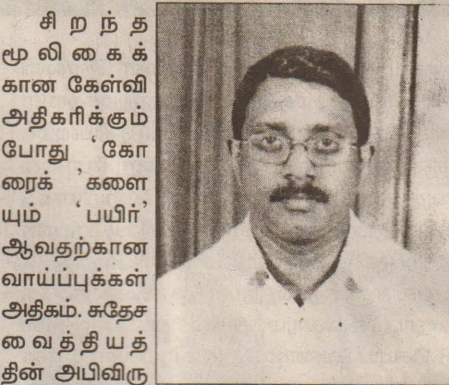 சிறந்த
மூலிகைக்
கான கேள்வி
அதிகரிக்கும்
போது ‘கோ
ரைக் ’களை
யும் ‘பயிர்’
ஆவதற்கான
வாய்ப்புக்கள்
அதிகம். சுதேச
வைத்தியத்
தின் அபிவிரு